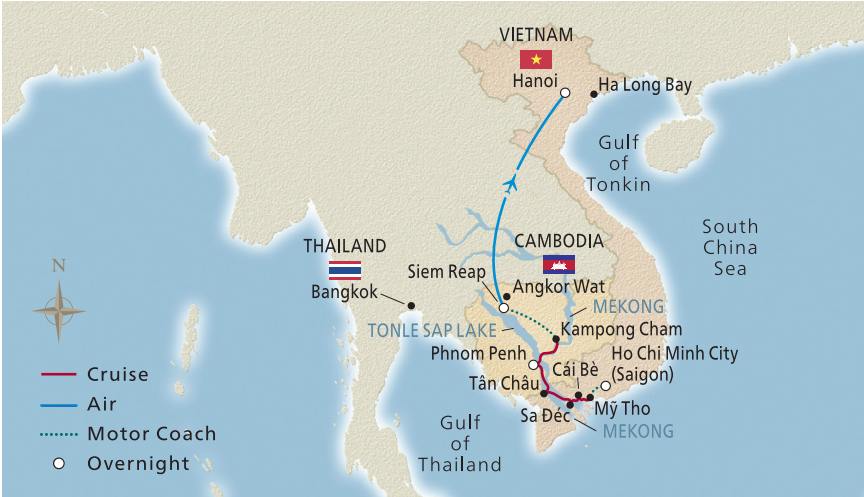 VIETNAM
Hanoi
Ha Long Bay
Gulf
of
Tonkin
South
China
Sea
THAILAND
Bangkok
CAMBODIA
Siem Reap
Angkor Wat
MEKONG
TONLE SAP LAKE
Kampong Cham
Phnom Penh
Ho Chi Minh City
(Saigon)
Cái Bè
Tân Châu
Sa Đéc
Mỹ Tho
MEKONG
Gulf
of
Thailand
N
Cruise
Air
Motor Coach
Overnight